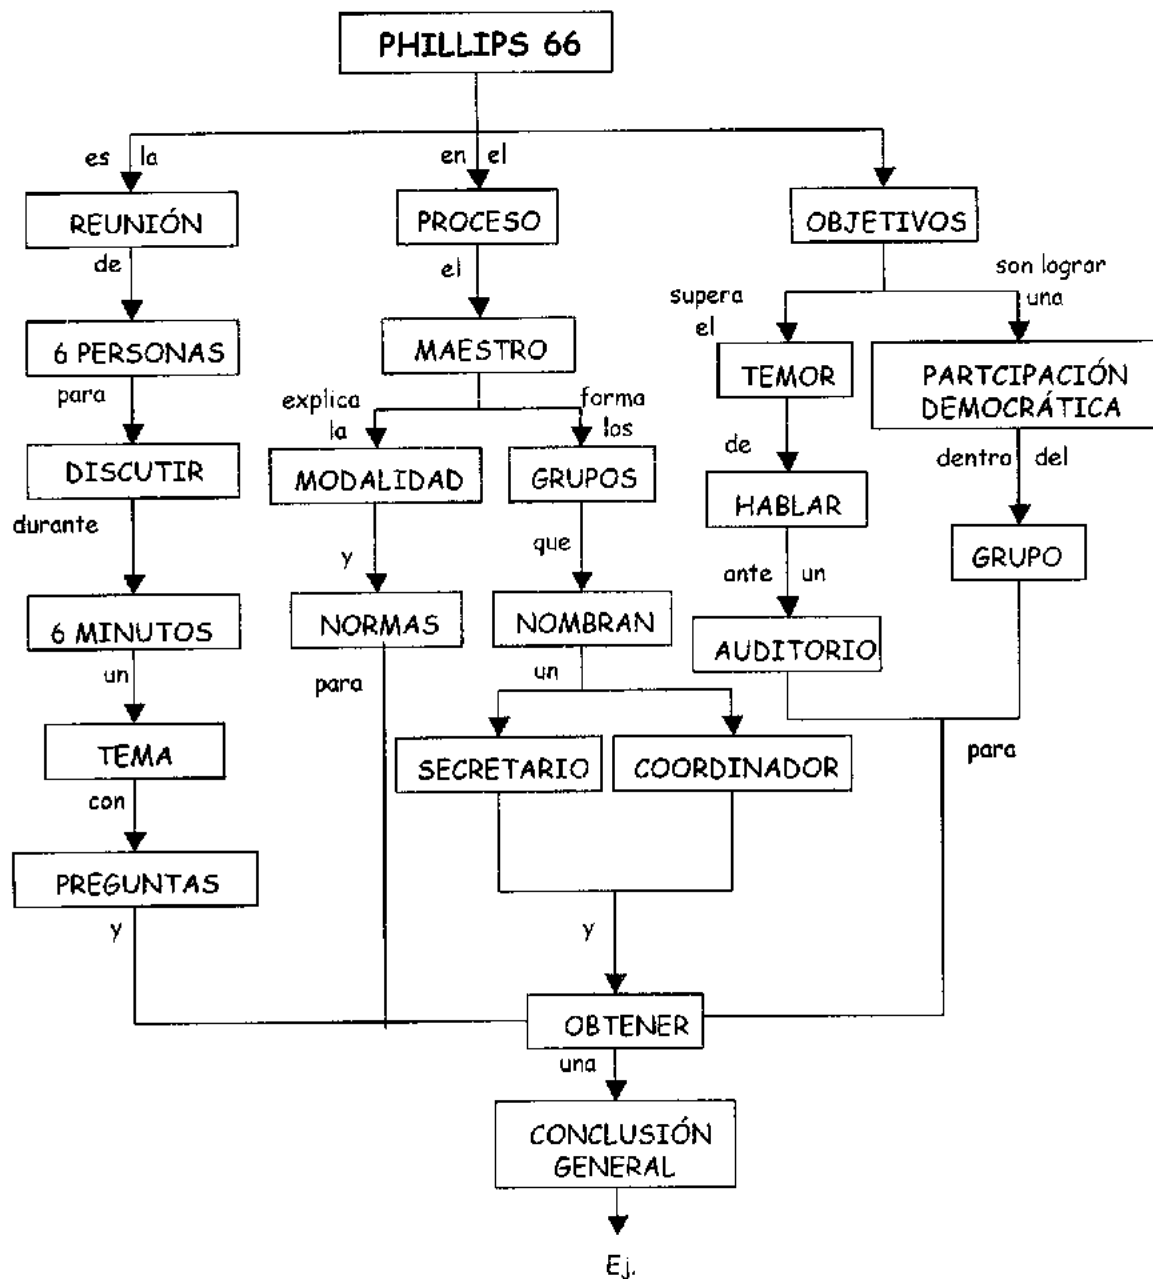 PHILLIPS 66
es la
en el
REUNIÓN
PROCESO
OBJETIVOS
de
el
son lograr
una
supera
el
6 PERSONAS
MAESTRO
TEMOR
PARTCIPACIÓN
DEMOCRÁTICA
para
explica
la
forma
los
de
dentro del
DISCUTIR
MODALIDAD
GRUPOS
HABLAR
GRUPO
durante
y
que
ante un
6 MINUTOS
NORMAS
NOMBRAN
AUDITORIO
un
para
un
para
TEMA
SECRETARIO
COORDINADOR
con
PREGUNTAS
y
y
OBTENER
una
CONCLUSIÓN
GENERAL
Ej.